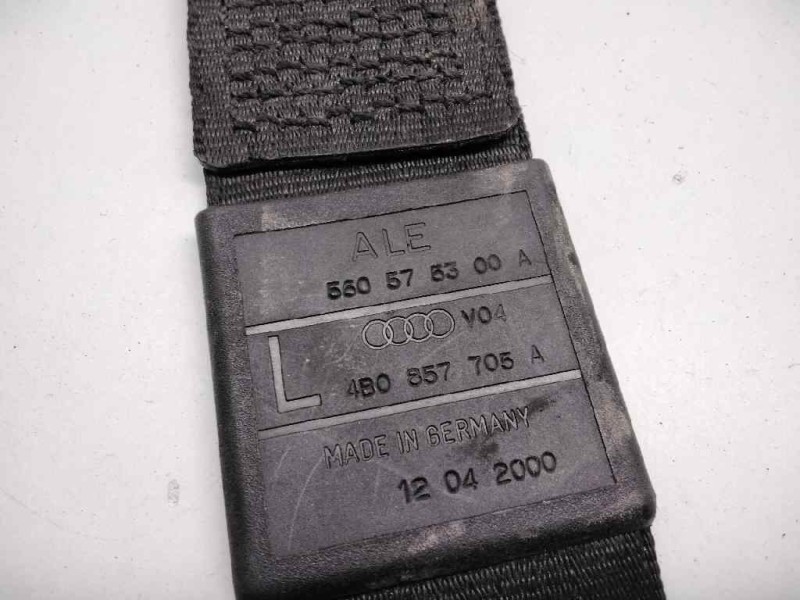 ALE
560 57 53 00 A
V04
L
4B0 857 705 A
MADE IN GERMANY
12 04 2000